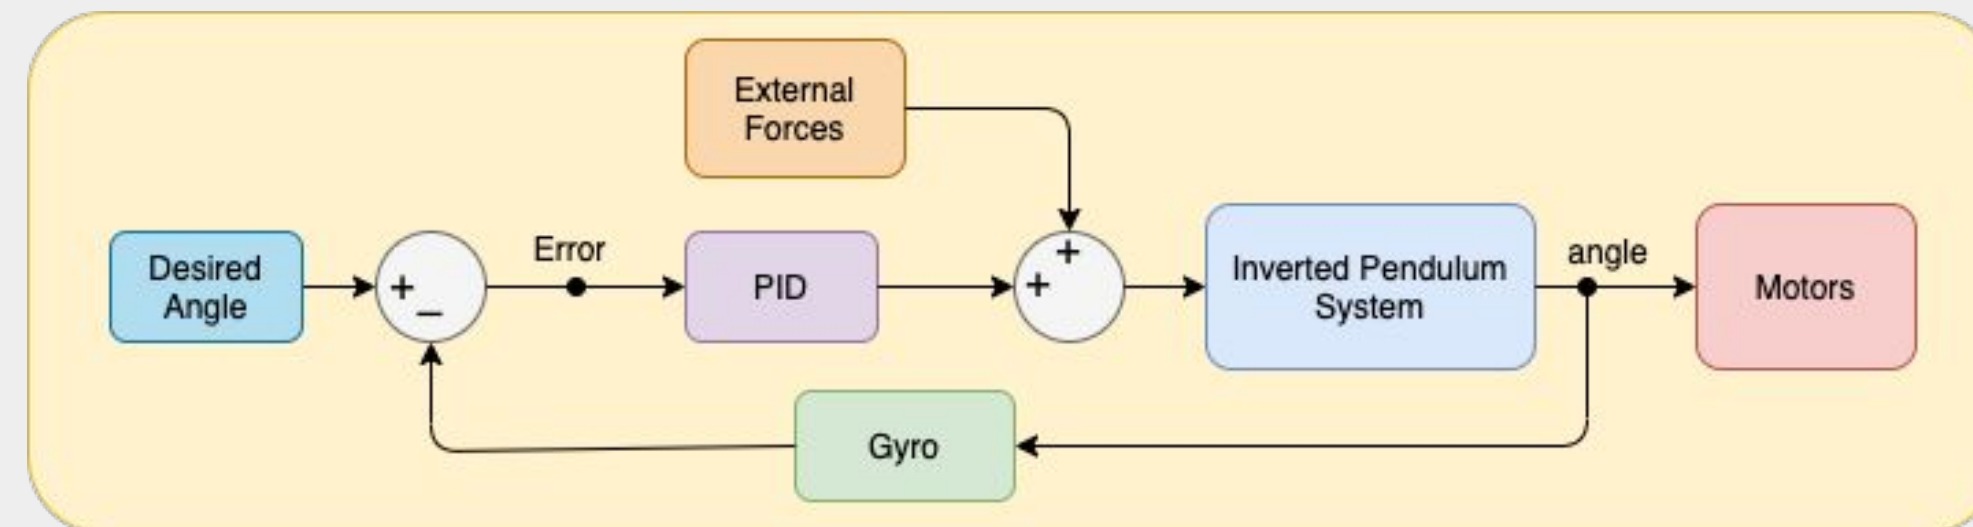 External
Forces
Desired
Angle
+
−
Error
PID
+
+
Inverted Pendulum
System
angle
Motors
Gyro